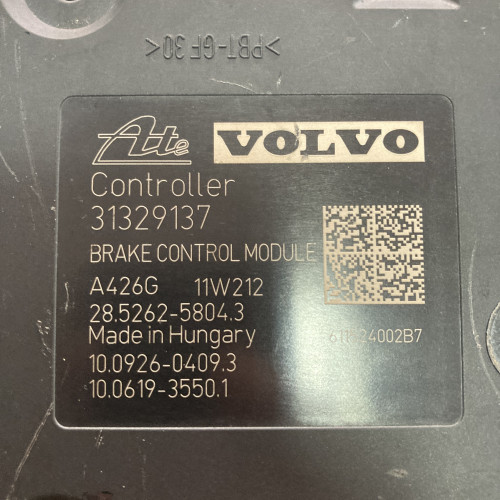 >PBT-GF30<
Ate VOLVO
Controller
31329137
BRAKE CONTROL MODULE
A426G 11W212
28.5262-5804.3
Made in Hungary
10.0926-0409.3
10.0619-3550.1